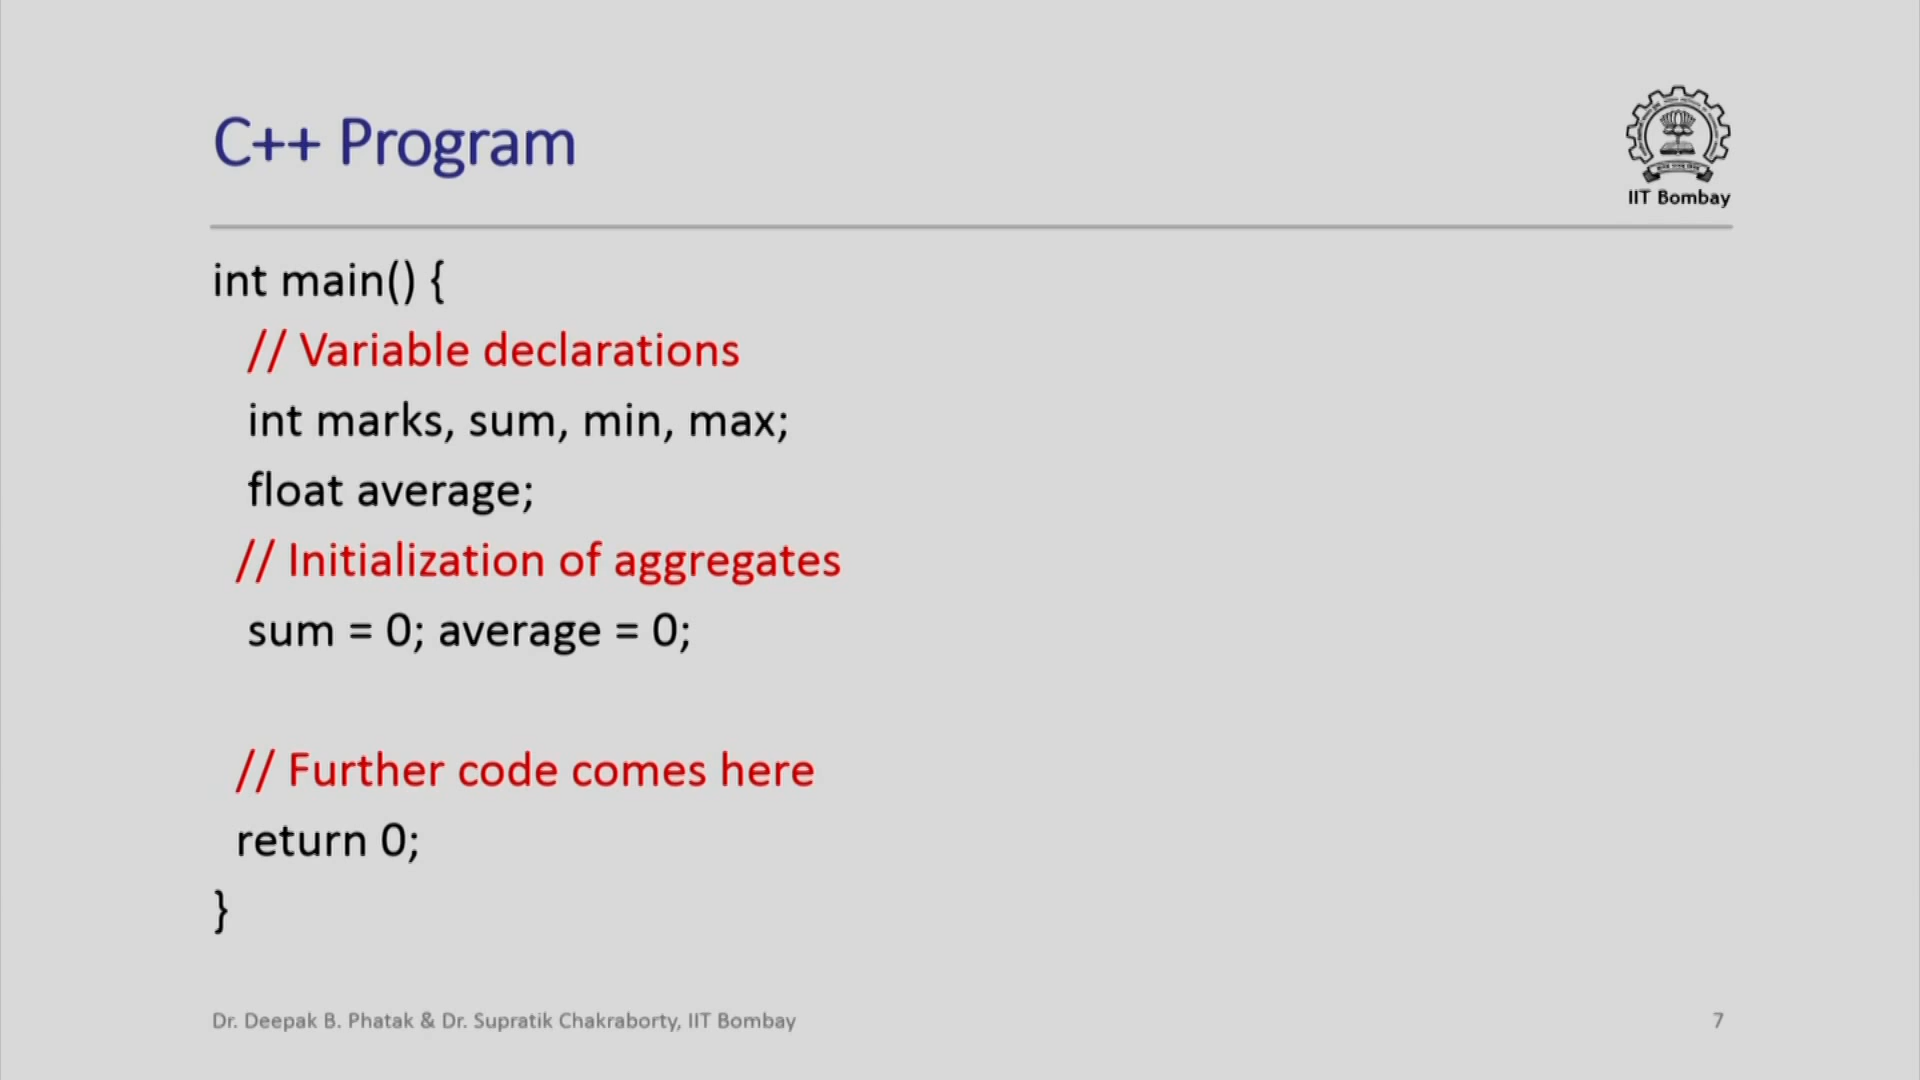 C++ Program
IIT Bombay
int main() {
// Variable declarations
int marks, sum, min, max;
float average;
// Initialization of aggregates
sum = 0; average = 0;
// Further code comes here
return 0;
}
Dr. Deepak B. Phatak & Dr. Supratik Chakraborty, IIT Bombay
7